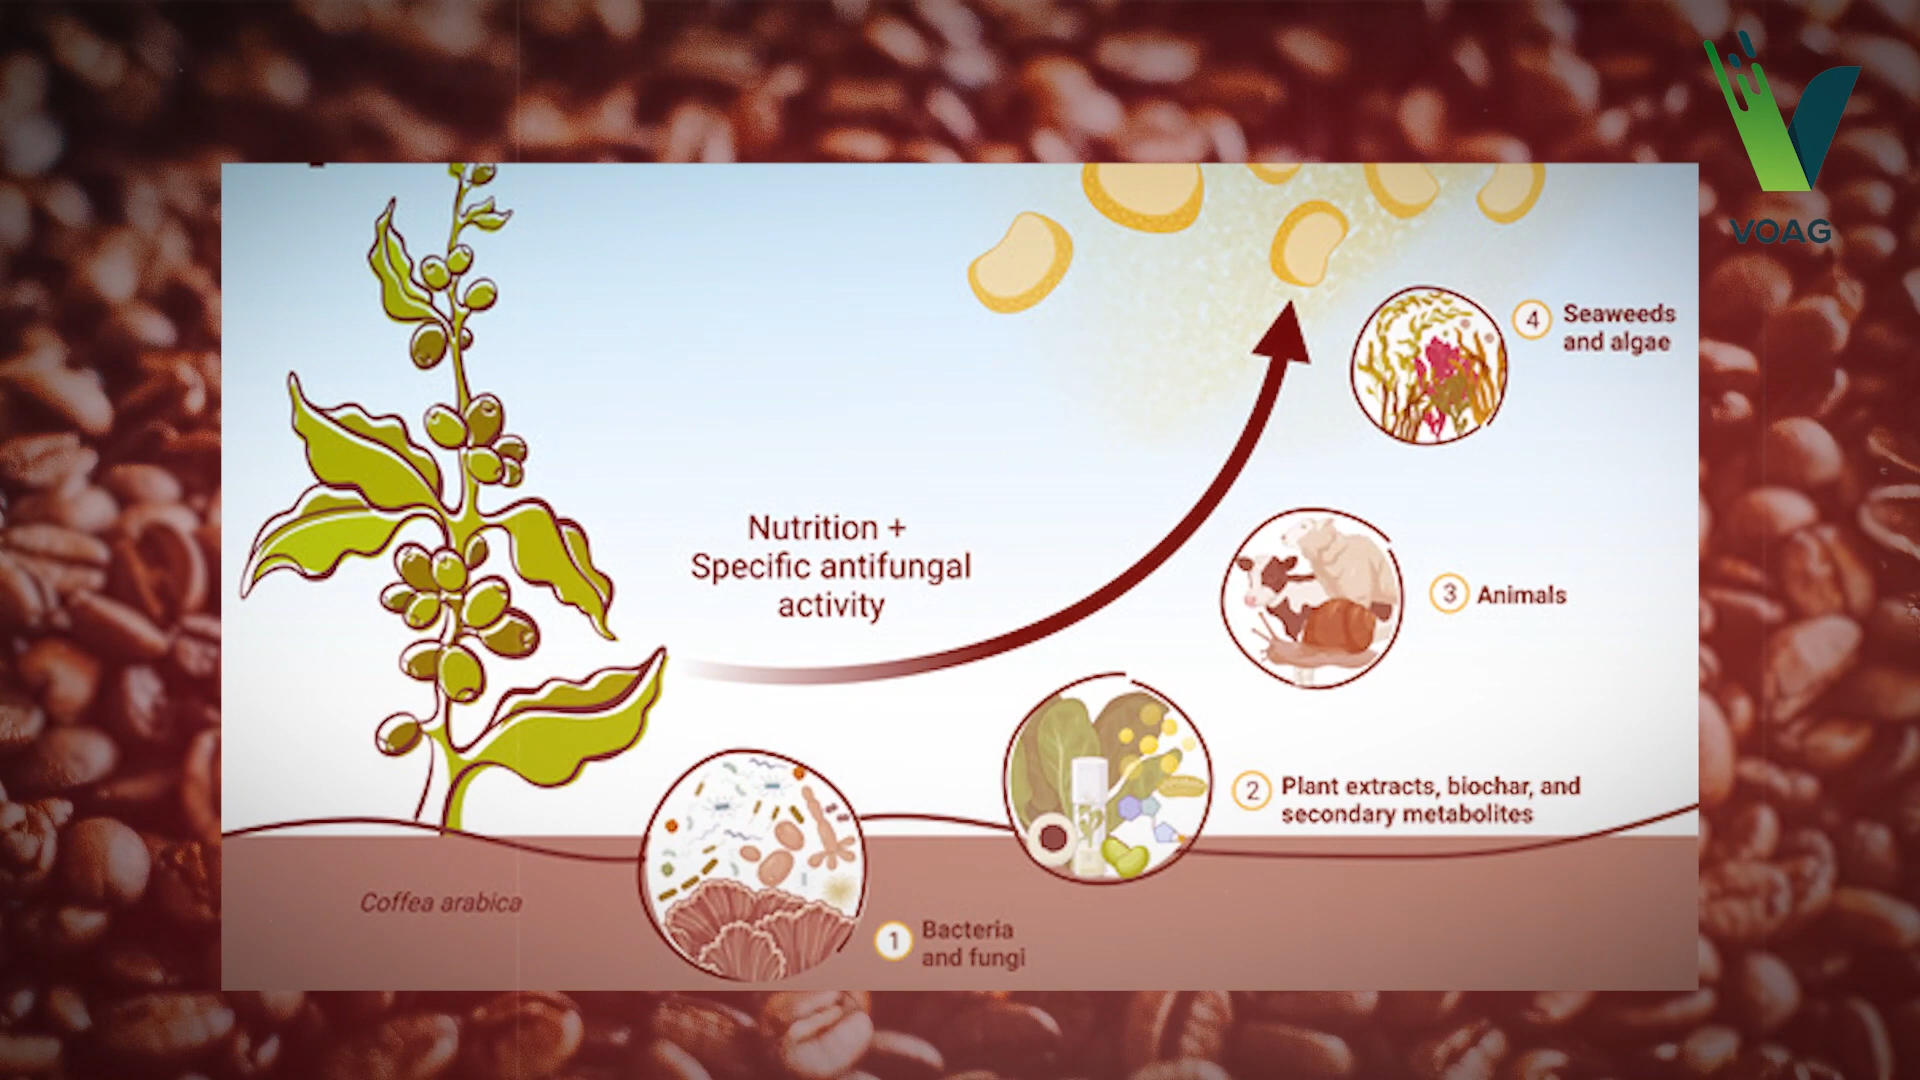 VOAG
4 Seaweeds
and algae
Nutrition +
Specific antifungal
activity
3 Animals
2 Plant extracts, biochar, and
secondary metabolites
Coffea arabica
1 Bacteria
and fungi